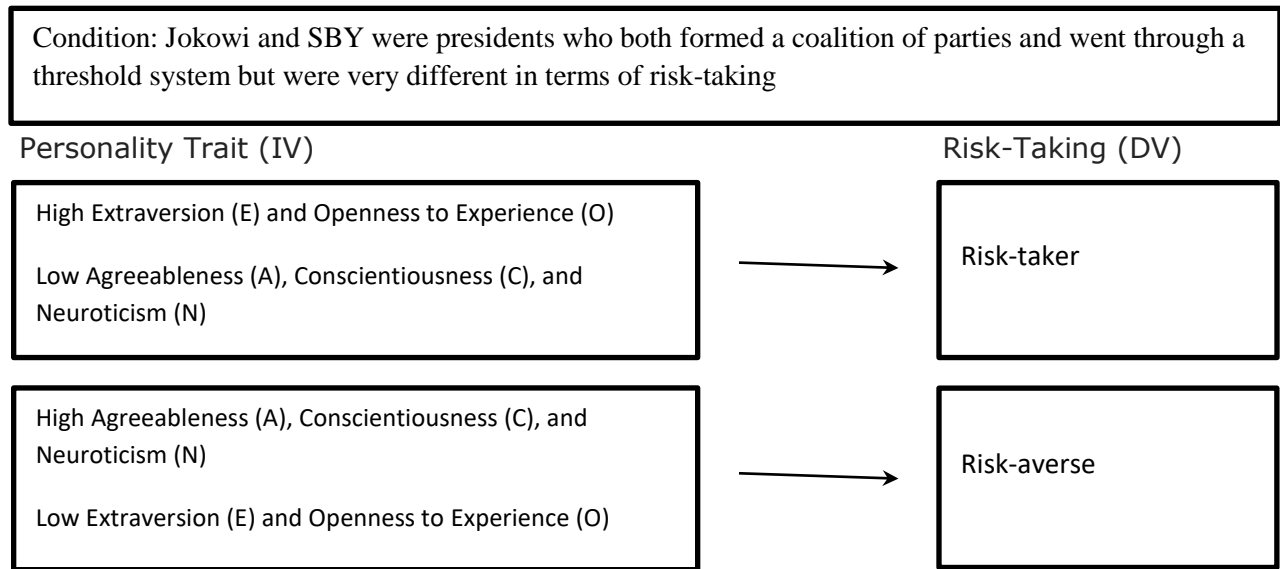 Condition: Jokowi and SBY were presidents who both formed a coalition of parties and went through a
threshold system but were very different in terms of risk-taking
Personality Trait (IV)
Risk-Taking (DV)
High Extraversion (E) and Openness to Experience (O)
Low Agreeableness (A), Conscientiousness (C), and
Neuroticism (N)
Risk-taker
High Agreeableness (A), Conscientiousness (C), and
Neuroticism (N)
Low Extraversion (E) and Openness to Experience (O)
Risk-averse